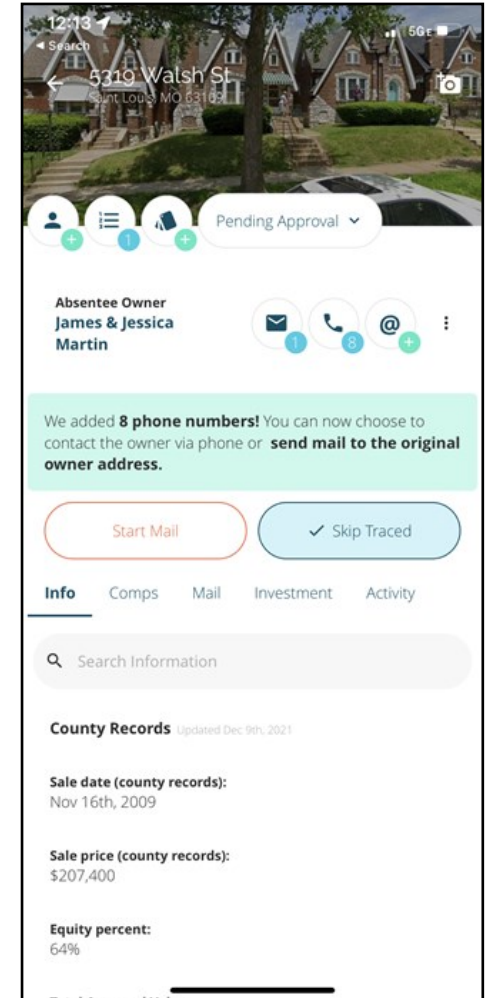 12:13
5GE
Search
5319 Walsh St
Saint Louis, MO 63109
+
1
+
Pending Approval
Absentee Owner
James & Jessica
Martin
1
8
@
+
We added 8 phone numbers! You can now choose to
contact the owner via phone or send mail to the original
owner address.
Start Mail
Skip Traced
Info Comps Mail Investment Activity
Search Information
County Records Updated Dec 9th, 2021
Sale date (county records):
Nov 16th, 2009
Sale price (county records):
$207,400
Equity percent:
64%